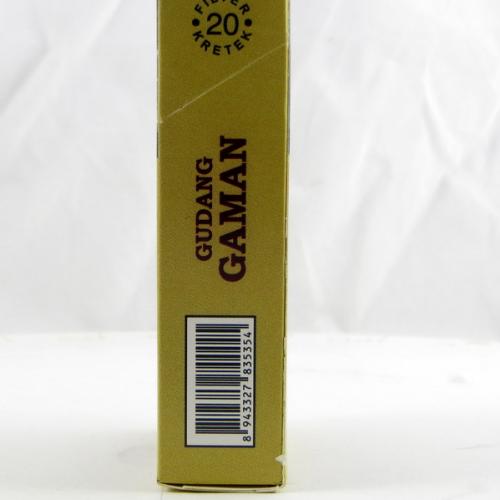 FILTER
20
KRETEK
GUDANG
GAMAN
8 943327 835354